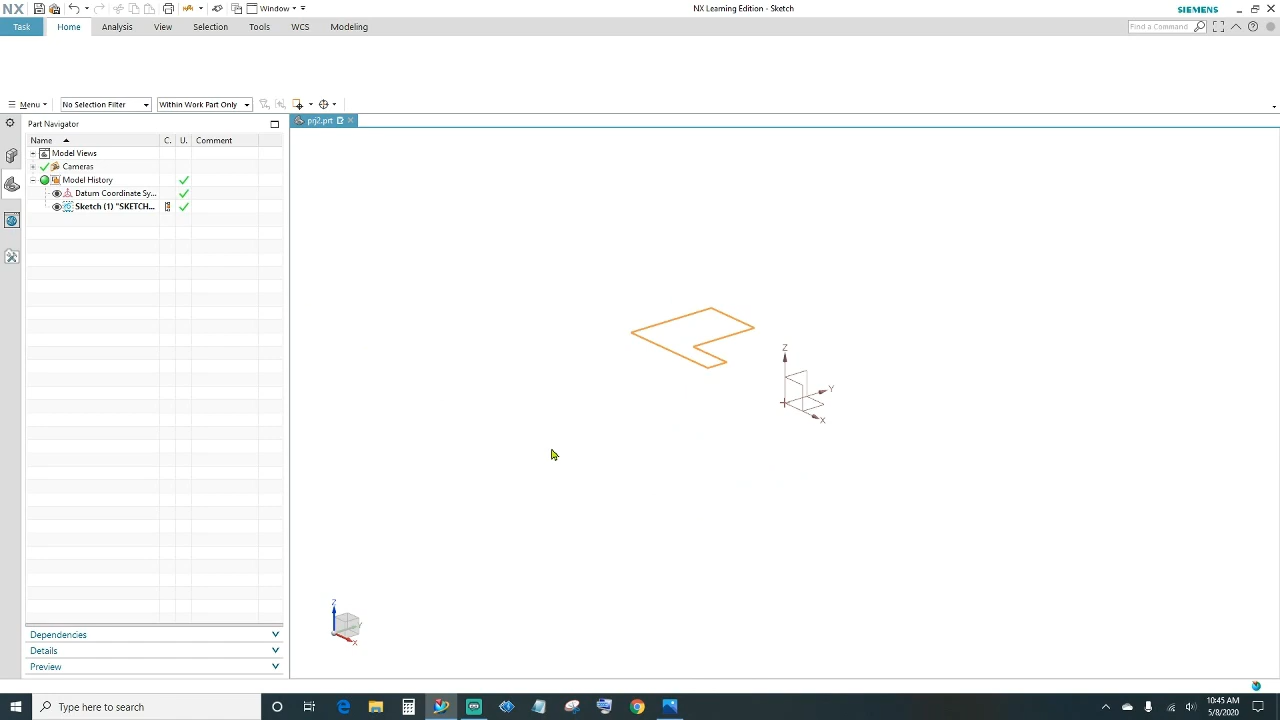 NX
Window
NX Learning Edition - Sketch
SIEMENS
Task
Home
Analysis
View
Selection
Tools
WCS
Modeling
Find a Command
Menu
No Selection Filter
Within Work Part Only
Part Navigator
prj2.prt
Name
C.
U.
Comment
Model Views
Cameras
Model History
Datum Coordinate Sy...
Sketch (1) "SKETCH...
Z
Y
X
Z
Y
X
Dependencies
Details
Preview
Type here to search
10:45 AM
5/8/2020